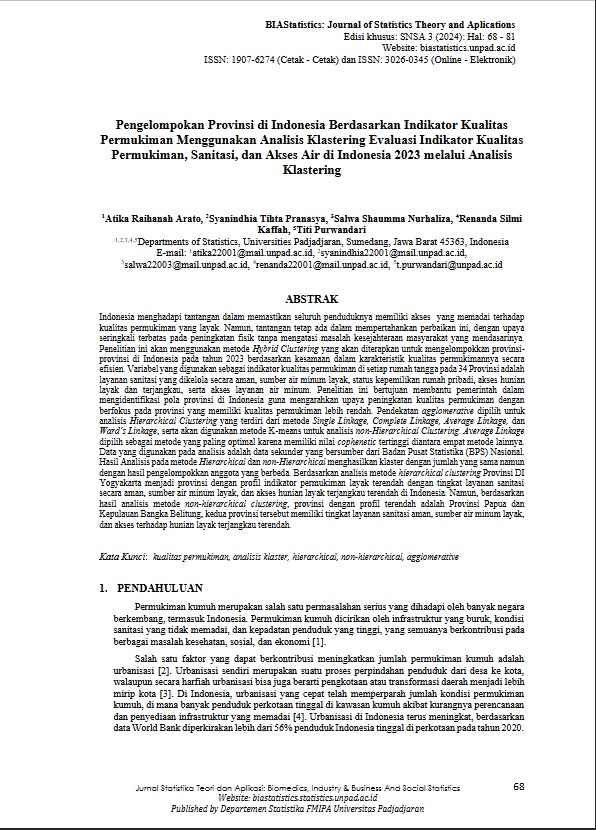 BIAStatistics: Journal of Statistics Theory and Aplications
Edisi khusus: SNSA 3 (2024): Hal: 68 - 81
Website: biastatistics.unpad.ac.id
ISSN: 1907-6274 (Cetak - Cetak) dan ISSN: 3026-0345 (Online - Elektronik)
Pengelompokan Provinsi di Indonesia Berdasarkan Indikator Kualitas
Permukiman Menggunakan Analisis Klastering Evaluasi Indikator Kualitas
Permukiman, Sanitasi, dan Akses Air di Indonesia 2023 melalui Analisis
Klastering
1Atika Raihanah Arato, 2Syanindhia Tihta Pranasya, 3Salwa Shaumma Nurhaliza, 4Renanda Silmi
Kaffah, 5Titi Purwandari
1,2,3,4,5Departments of Statistics, Universities Padjadjaran, Sumedang, Jawa Barat 45363, Indonesia
E-mail: 1atika22001@mail.unpad.ac.id, 2syanindhia22001@mail.unpad.ac.id,
3salwa22003@mail.unpad.ac.id, 4renanda22001@mail.unpad.ac.id, 5t.purwandari@unpad.ac.id
ABSTRAK
Indonesia menghadapi tantangan dalam memastikan seluruh penduduknya memiliki akses yang memadai terhadap
kualitas permukiman yang layak. Namun, tantangan tetap ada dalam mempertahankan perbaikan ini, dengan upaya
seringkali terbatas pada peningkatan fisik tanpa mengatasi masalah kesejahteraan masyarakat yang mendasarinya.
Penelitian ini akan menggunakan metode Hybrid Clustering yang akan diterapkan untuk mengelompokkan provinsi-
provinsi di Indonesia pada tahun 2023 berdasarkan kesamaan dalam karakteristik kualitas permukimannya secara
efisien. Variabel yang digunakan sebagai indikator kualitas permukiman di setiap rumah tangga pada 34 Provinsi adalah
layanan sanitasi yang dikelola secara aman, sumber air minum layak, status kepemilikan rumah pribadi, akses hunian
layak dan terjangkau, serta akses layanan air minum. Penelitian ini bertujuan membantu pemerintah dalam
mengidentifikasi pola provinsi di Indonesia guna mengarahkan upaya peningkatan kualitas permukiman dengan
berfokus pada provinsi yang memiliki kualitas permukiman lebih rendah. Pendekatan agglomerative dipilih untuk
analisis Hierarchical Clustering yang terdiri dari metode Single Linkage, Complete Linkage, Average Linkage, dan
Ward's Linkage, serta akan digunakan metode K-means untuk analisis non-Hierarchical Clustering. Average Linkage
dipilih sebagai metode yang paling optimal karena memiliki nilai cophenetic tertinggi diantara empat metode lainnya.
Data yang digunakan pada analisis adalah data sekunder yang bersumber dari Badan Pusat Statistika (BPS) Nasional.
Hasil Analisis pada metode Hierarchical dan non-Hierarchical menghasilkan klaster dengan jumlah yang sama namun
dengan hasil pengelompokkan anggota yang berbeda. Berdasarkan analisis metode hierarchical clustering Provinsi DI
Yogyakarta menjadi provinsi dengan profil indikator permukiman layak terendah dengan tingkat layanan sanitasi
secara aman, sumber air minum layak, dan akses hunian layak terjangkau terendah di Indonesia. Namun, berdasarkan
hasil analisis metode non-hierarchical clustering, provinsi dengan profil terendah adalah Provinsi Papua dan
Kepulauan Bangka Belitung, kedua provinsi tersebut memiliki tingkat layanan sanitasi aman, sumber air minum layak,
dan akses terhadap hunian layak terjangkau terendah.
Kata Kunci: kualitas permukiman, analisis klaster, hierarchical, non-hierarchical, agglomerative
1. PENDAHULUAN
Permukiman kumuh merupakan salah satu permasalahan serius yang dihadapi oleh banyak negara
berkembang, termasuk Indonesia. Permukiman kumuh dicirikan oleh infrastruktur yang buruk, kondisi
sanitasi yang tidak memadai, dan kepadatan penduduk yang tinggi, yang semuanya berkontribusi pada
berbagai masalah kesehatan, sosial, dan ekonomi [1].
Salah satu faktor yang dapat berkontribusi meningkatkan jumlah permukiman kumuh adalah
urbanisasi [2]. Urbanisasi sendiri merupakan suatu proses perpindahan penduduk dari desa ke kota,
walaupun secara harfiah urbanisasi bisa juga berarti pengkotaan atau transformasi daerah menjadi lebih
mirip kota [3]. Di Indonesia, urbanisasi yang cepat telah memperparah jumlah kondisi permukiman
kumuh, di mana banyak penduduk perkotaan tinggal di kawasan kumuh akibat kurangnya perencanaan
dan penyediaan infrastruktur yang memadai [4]. Urbanisasi di Indonesia terus meningkat, berdasarkan
data World Bank diperkirakan lebih dari 56% penduduk Indonesia tinggal di perkotaan pada tahun 2020.
Jurnal Statistika Teori dan Aplikasi: Biomedics, Industry & Business And Social Statistics 68
Website: biastatistics.statistics.unpad.ac.id
Published by Departemen Statistika FMIPA Universitas Padjadjaran